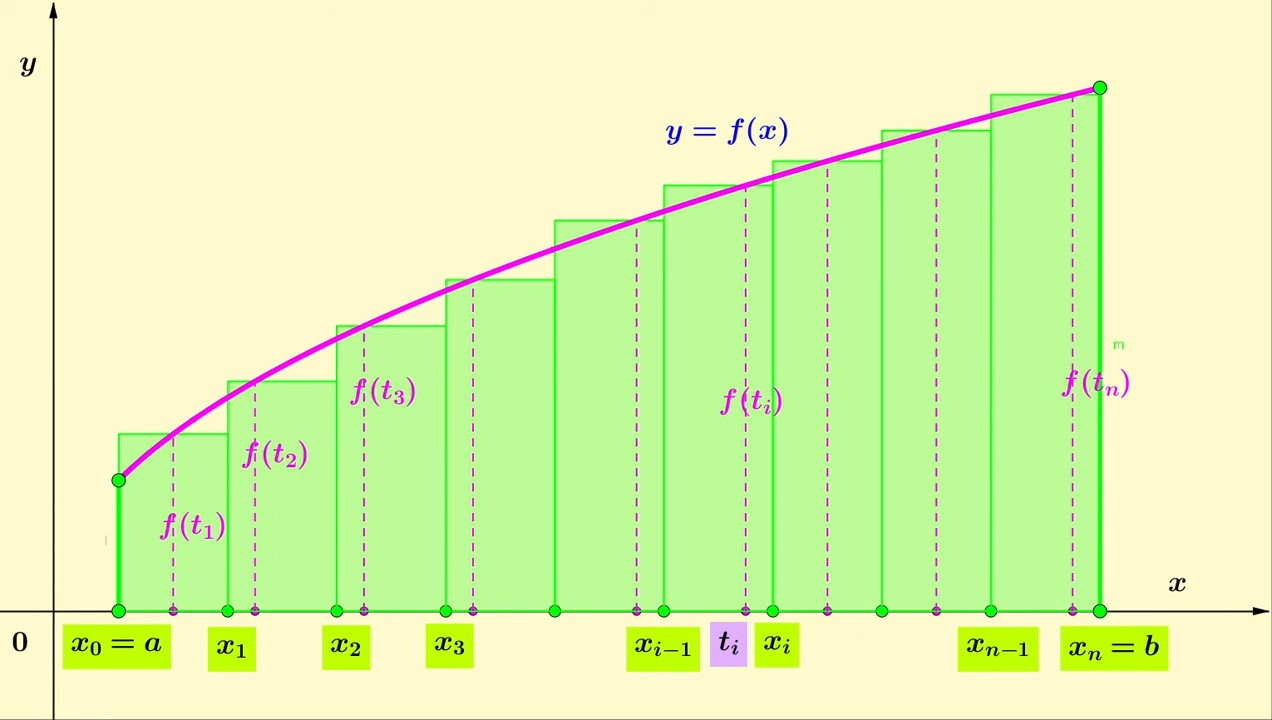 y
y = f(x)
m
f(t₃)
f(tₙ)
f(tᵢ)
f(t₂)
f(t₁)
l
x
0
x₀ = a
x₁
x₂
x₃
xᵢ₋₁
tᵢ
xᵢ
xₙ₋₁
xₙ = b